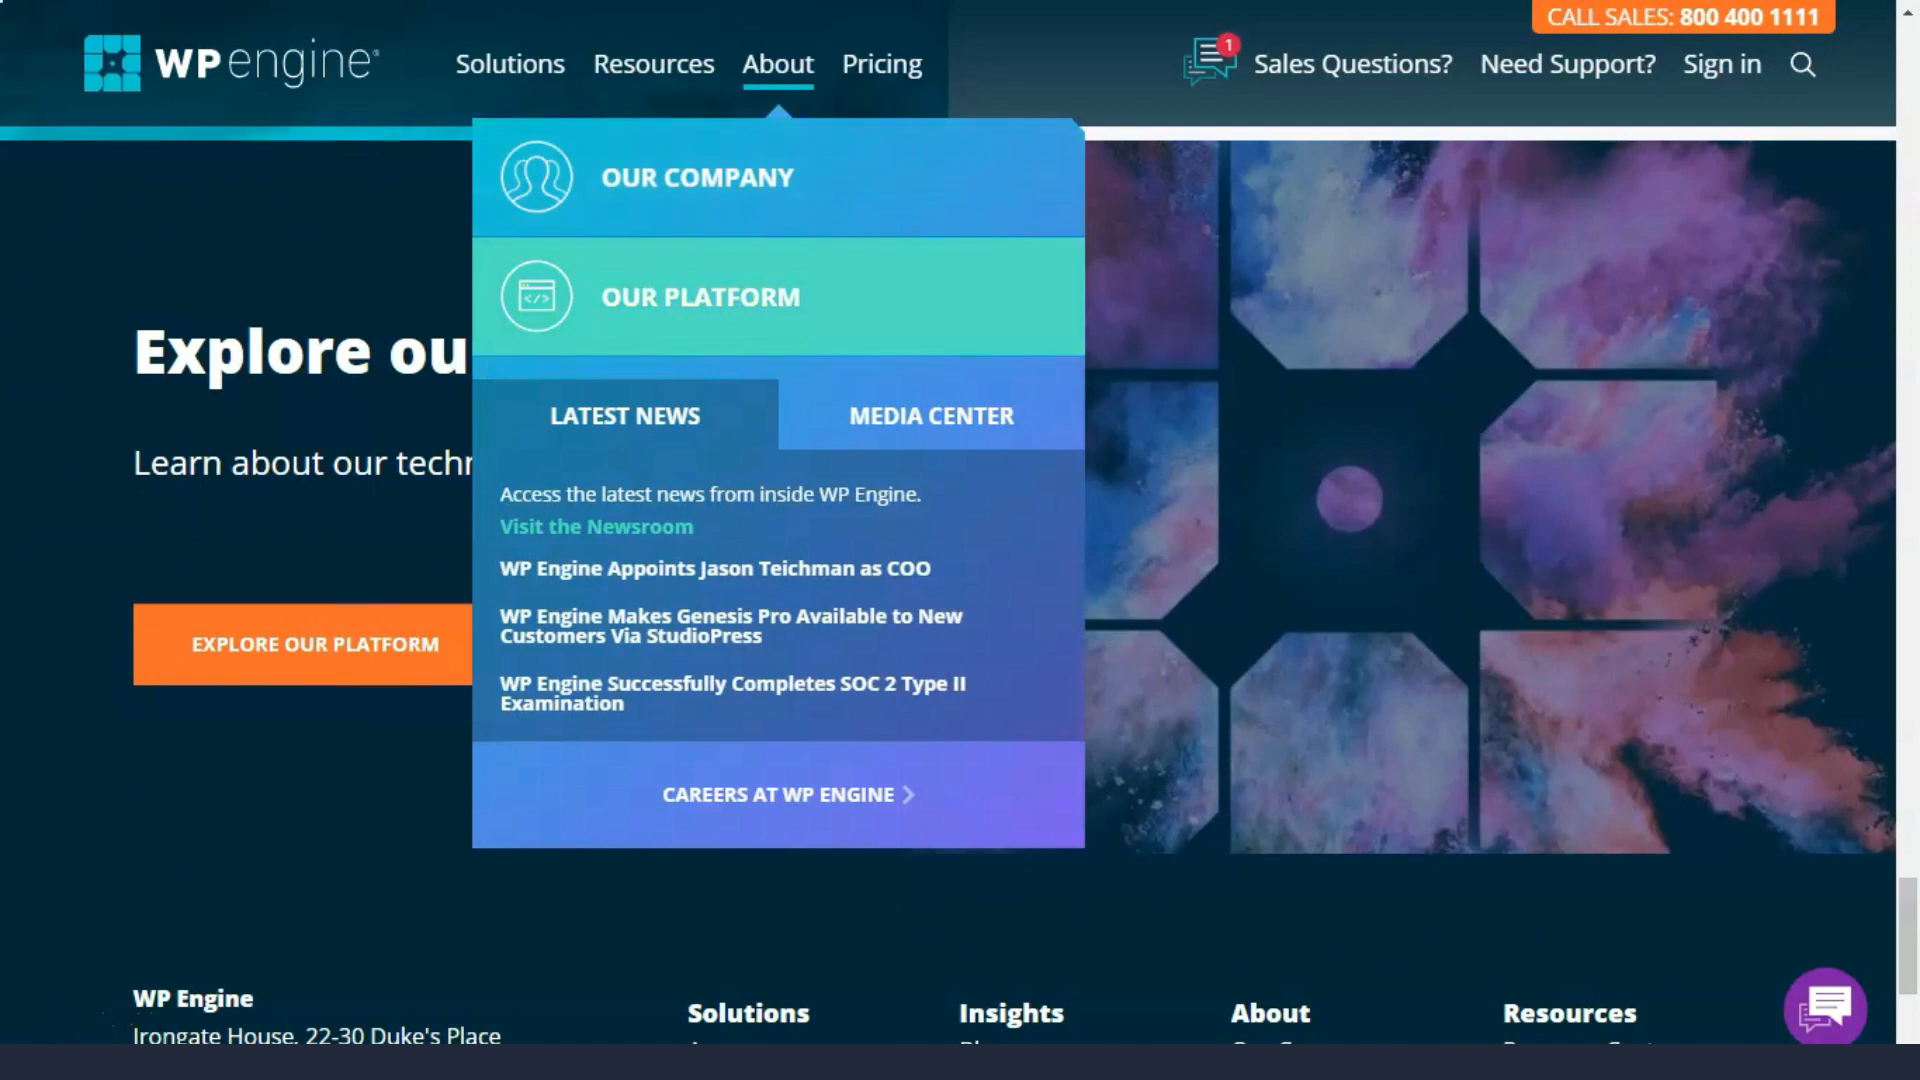 CALL SALES: 800 400 1111
WP engine
Solutions
Resources
About
Pricing
1
Sales Questions?
Need Support?
Sign in
OUR COMPANY
OUR PLATFORM
Explore ou
Learn about our techn
EXPLORE OUR PLATFORM
LATEST NEWS
MEDIA CENTER
Access the latest news from inside WP Engine.
Visit the Newsroom
WP Engine Appoints Jason Teichman as COO
WP Engine Makes Genesis Pro Available to New
Customers Via StudioPress
WP Engine Successfully Completes SOC 2 Type II
Examination
CAREERS AT WP ENGINE
WP Engine
Irongate House, 22-30 Duke's Place
Solutions
Insights
About
Resources